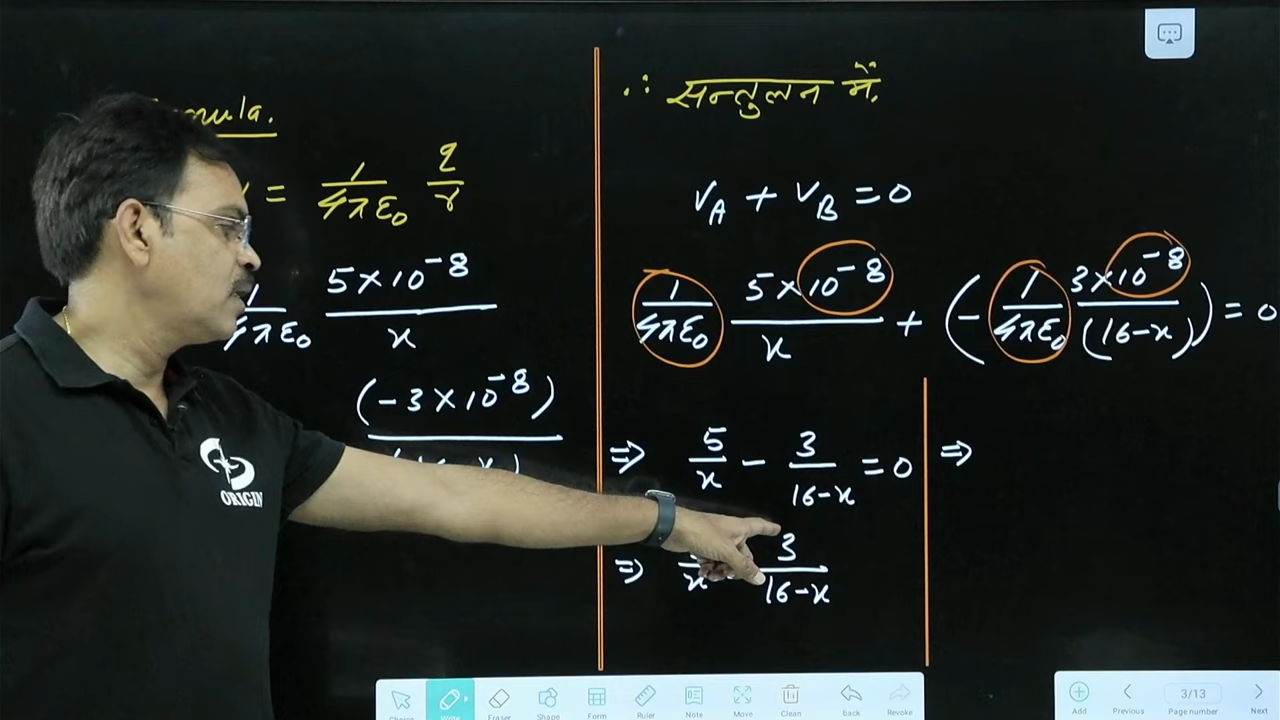 = 1/4πε₀ q/r
5×10⁻⁸/x
4πε₀
(-3×10⁻⁸)
∴ सन्तुलन में,
V_A + V_B = 0
1/4πε₀ 5×10⁻⁸/x + (- 1/4πε₀ 3×10⁻⁸/(16-x)) = 0
⇒ 5/x - 3/16-x = 0 ⇒
⇒ 3/16-x
ORIGIN
Write
Eraser
Shape
Form
Ruler
Note
Move
Clean
back
Revoke
Add
Previous
3/13
Page number
Next